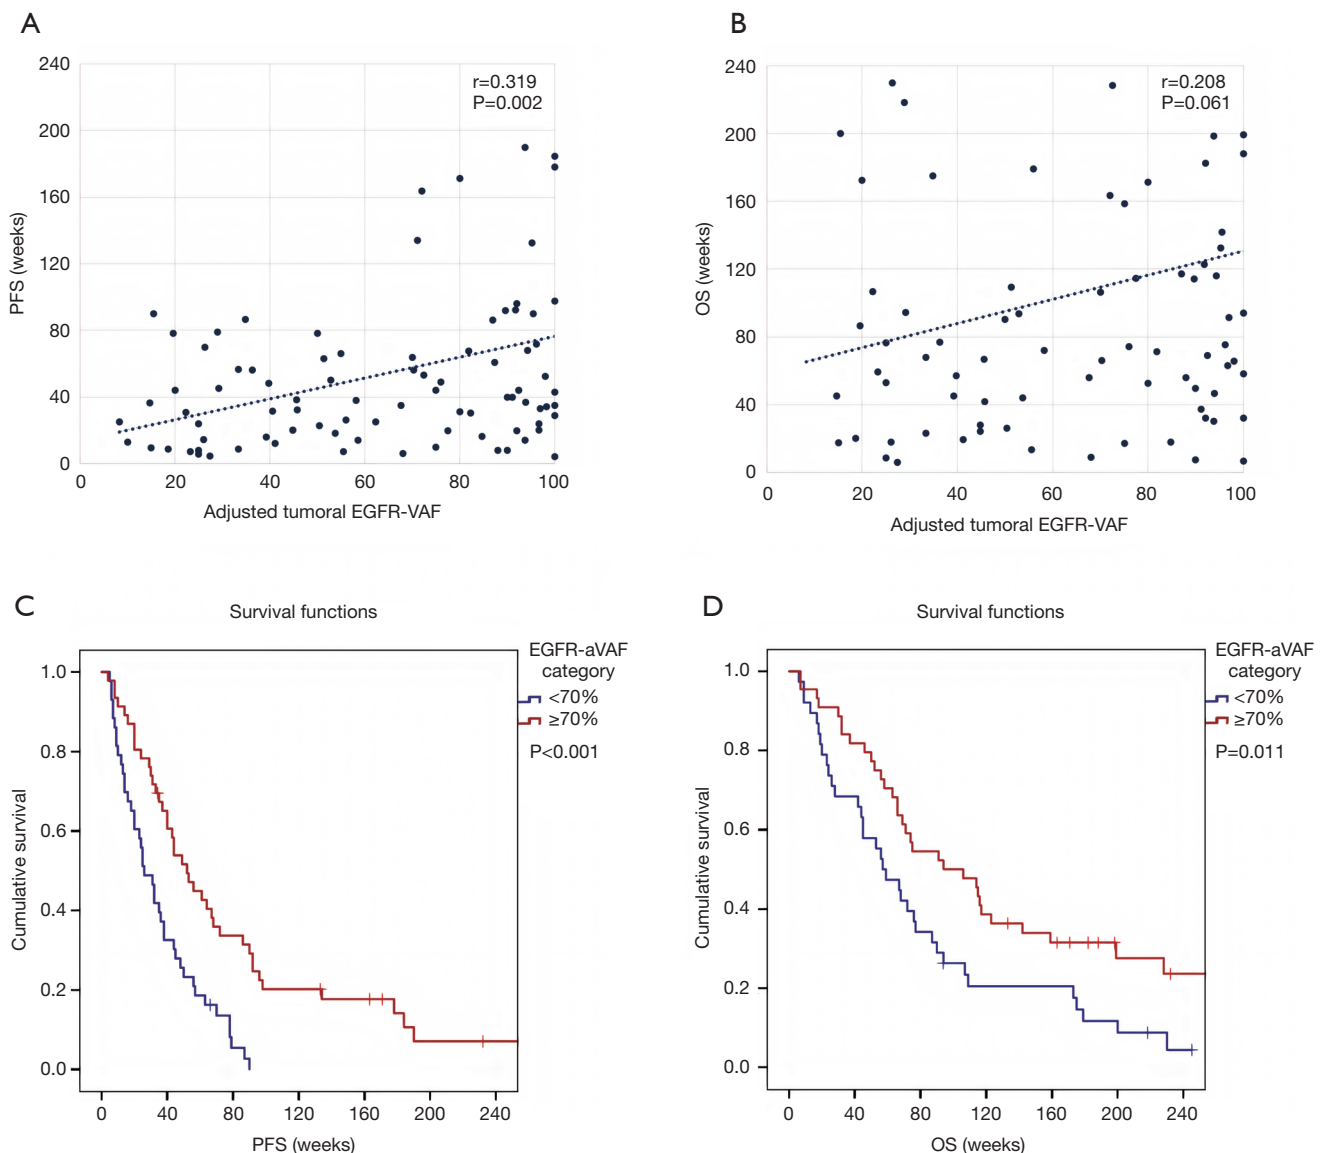 A
240
200
160
120
80
40
0
PFS (weeks)
r=0.319
P=0.002
0 20 40 60 80 100
Adjusted tumoral EGFR-VAF
B
240
200
160
120
80
40
0
OS (weeks)
r=0.208
P=0.061
0 20 40 60 80 100
Adjusted tumoral EGFR-VAF
C
Survival functions
1.0
0.8
0.6
0.4
0.2
0.0
Cumulative survival
EGFR-aVAF
category
<70%
≥70%
P<0.001
0 40 80 120 160 200 240
PFS (weeks)
D
Survival functions
1.0
0.8
0.6
0.4
0.2
0.0
Cumulative survival
EGFR-aVAF
category
<70%
≥70%
P=0.011
0 40 80 120 160 200 240
OS (weeks)